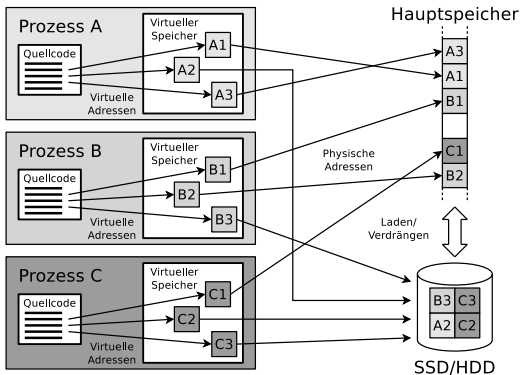 Prozess A
Quellcode
Virtuelle
Adressen
Virtueller
Speicher
A1
A2
A3
Prozess B
Quellcode
Virtuelle
Adressen
Virtueller
Speicher
B1
B2
B3
Prozess C
Quellcode
Virtuelle
Adressen
Virtueller
Speicher
C1
C2
C3
Physische
Adressen
Hauptspeicher
A3
A1
B1
C1
B2
Laden/
Verdrängen
B3 C3
A2 C2
SSD/HDD